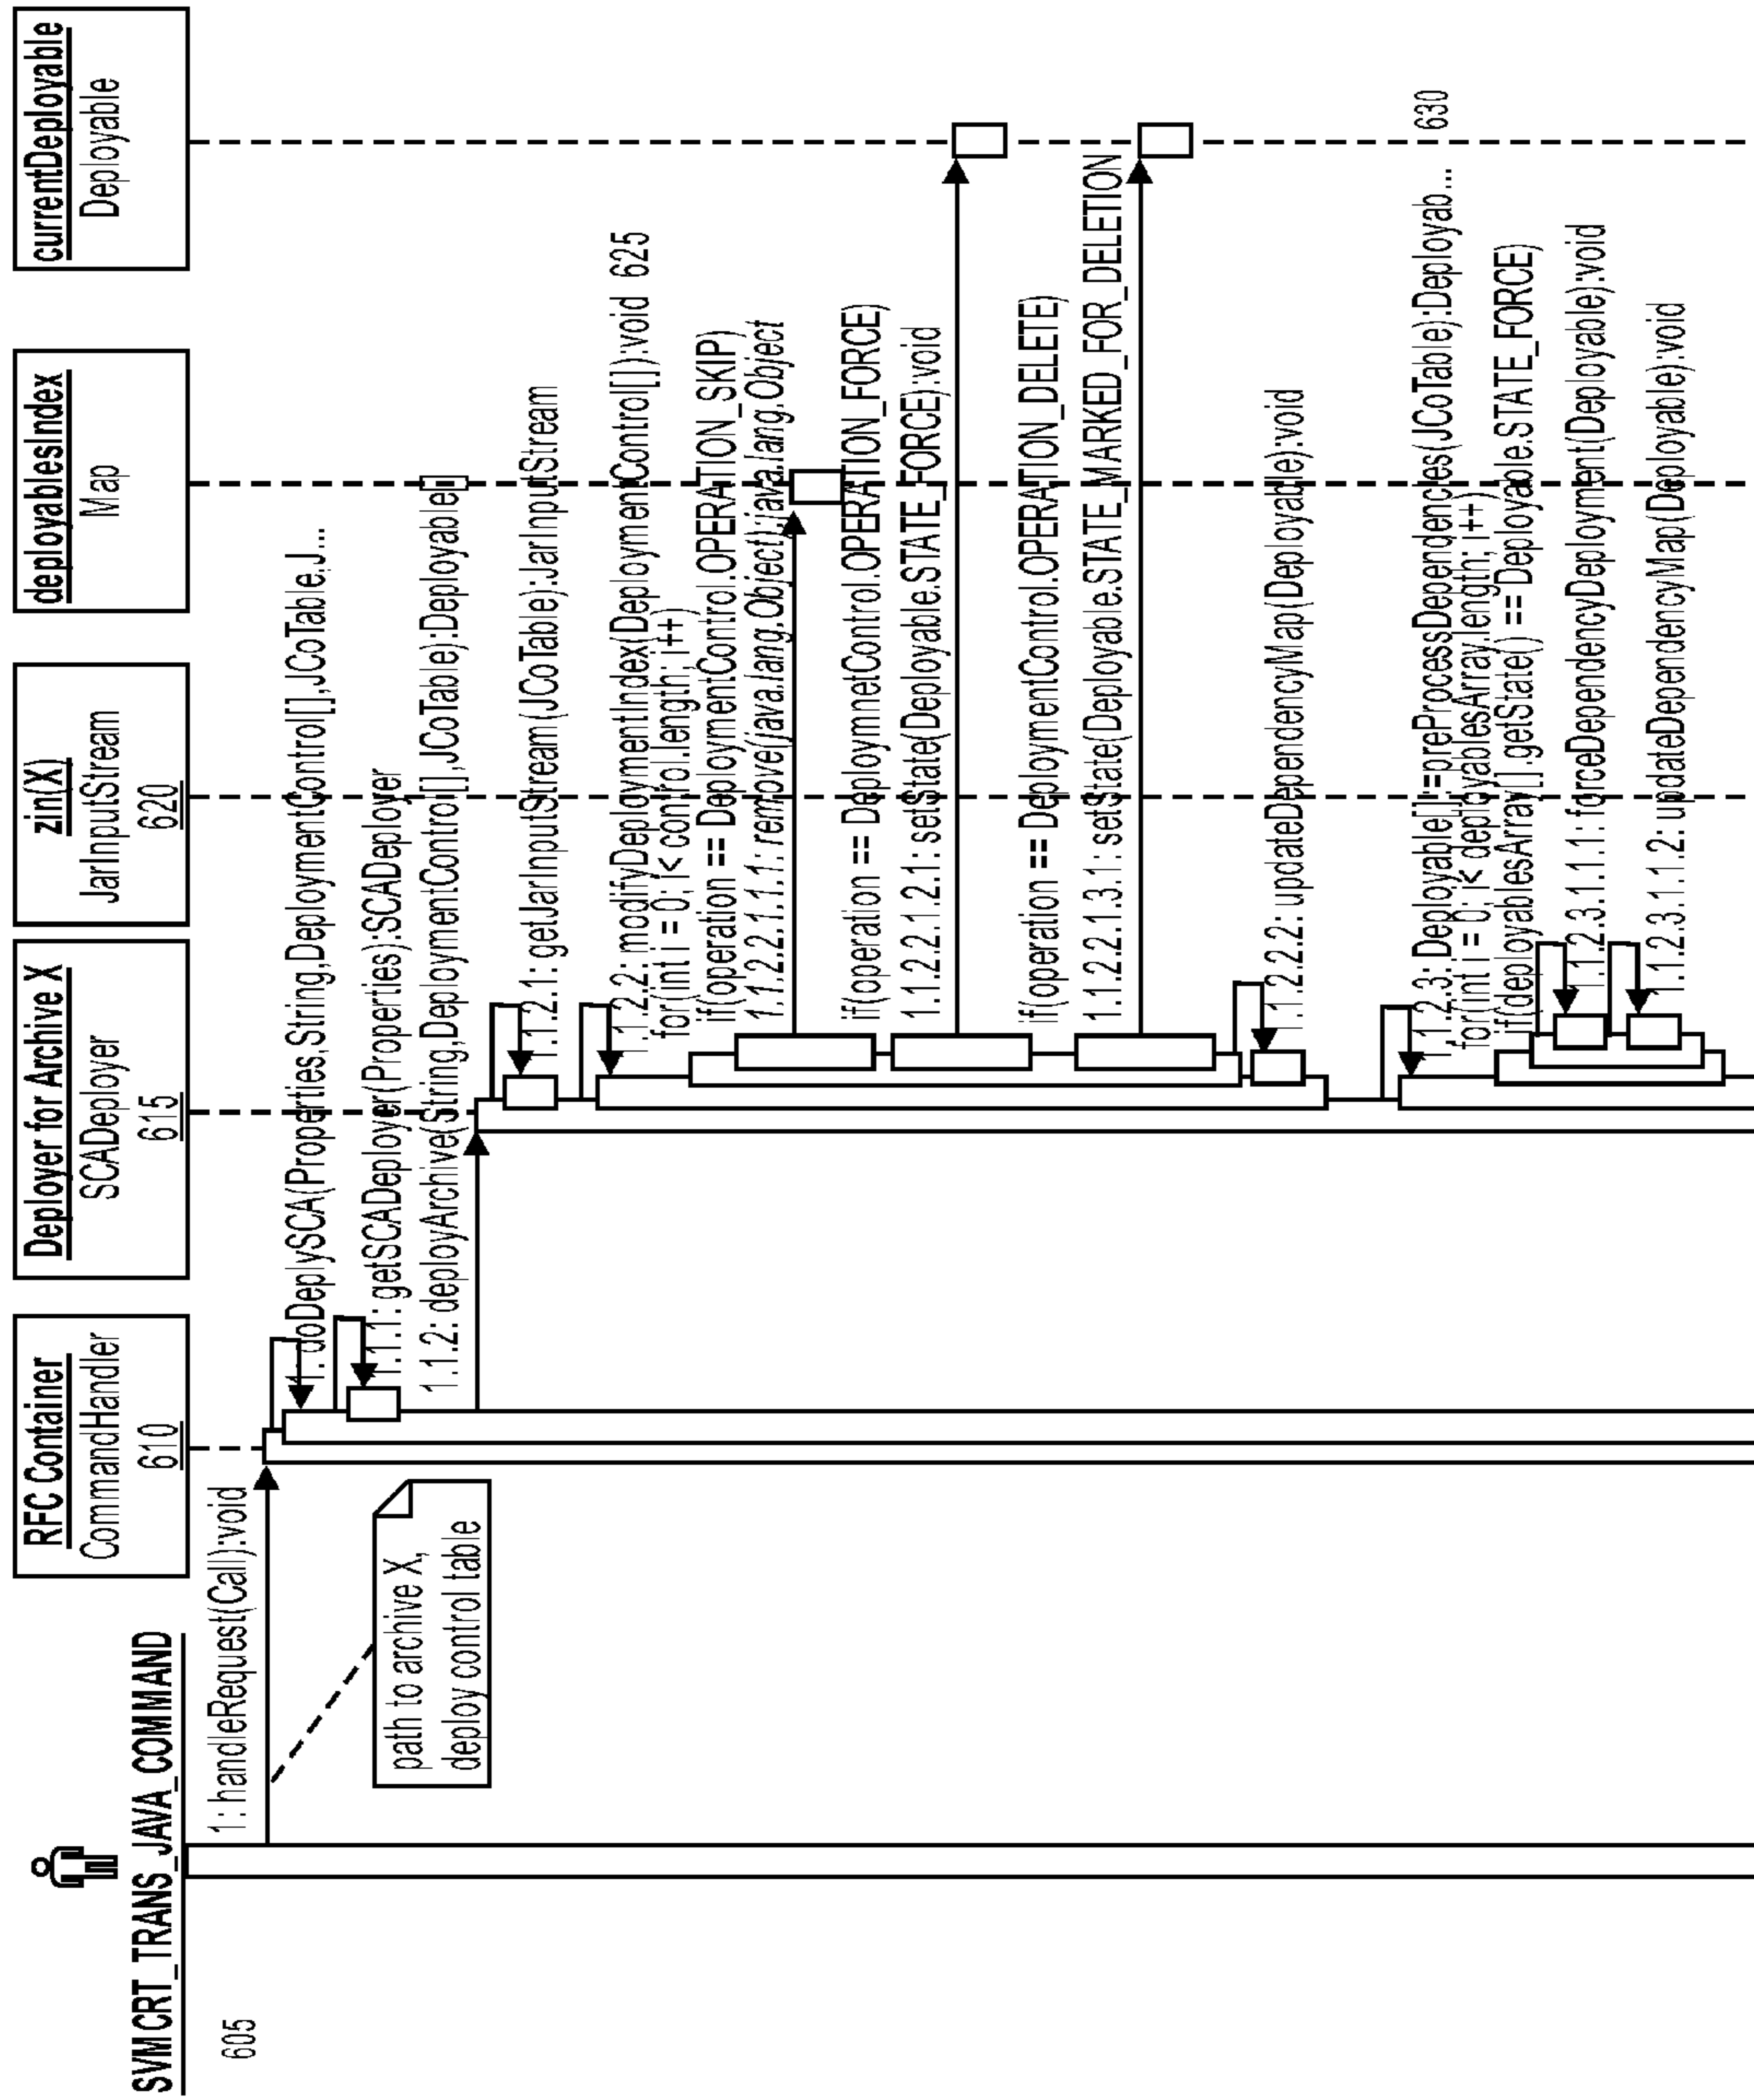 SVMCRT_TRANS_JAVA_COMMAND
605
RFC Container
CommandHandler
610
Deployer for Archive X
SCADeployer
615
zin(X)
JarInputStream
620
deployablesIndex
Map
currentDeployable
Deployable
1: handleRequest(Call):void
path to archive X,
deploy control table
1: doDeplySCA(Properties,String,DeploymentControl[],JCoTable,J...
1.1.1: getSCADeployer(Properties):SCADeployer
1.1.2: deployArchive(String,DeploymentControl[],JCoTable):Deployable[]
1.1.2.1: getJarInputStream(JCoTable):JarInputStream
1.1.2.2: modifyDeploymentIndex(DeploymentControl[]):void 625
for(int i = 0; i< control.length; i++)
if(operation == DeploymentControl.OPERATION_SKIP)
1.1.2.2.1.1.1: remove(java.lang.Object):java.lang.Object
if(operation == DeploymnetControl.OPERATION_FORCE)
1.1.2.2.1.2.1: setState(Deployable.STATE_FORCE):void
if(operation == DeploymentControl.OPERATION_DELETE)
1.1.2.2.1.3.1: setState(Deployable.STATE_MARKED_FOR_DELETION
1.1.2.2.2: updateDependencyMap(Deployable):void
1.1.2.3: Deployable[]:=preProcessDependencies(JCoTable):Deployab... 630
for(int i = 0; i< deployablesArray.length; i++)
if(deployablesArray[].getState() == Deployable.STATE_FORCE)
1.1.2.3.1.1.1: forceDependencyDeployment(Deployable):void
1.1.2.3.1.1.2: updateDependencyMap(Deployable):void